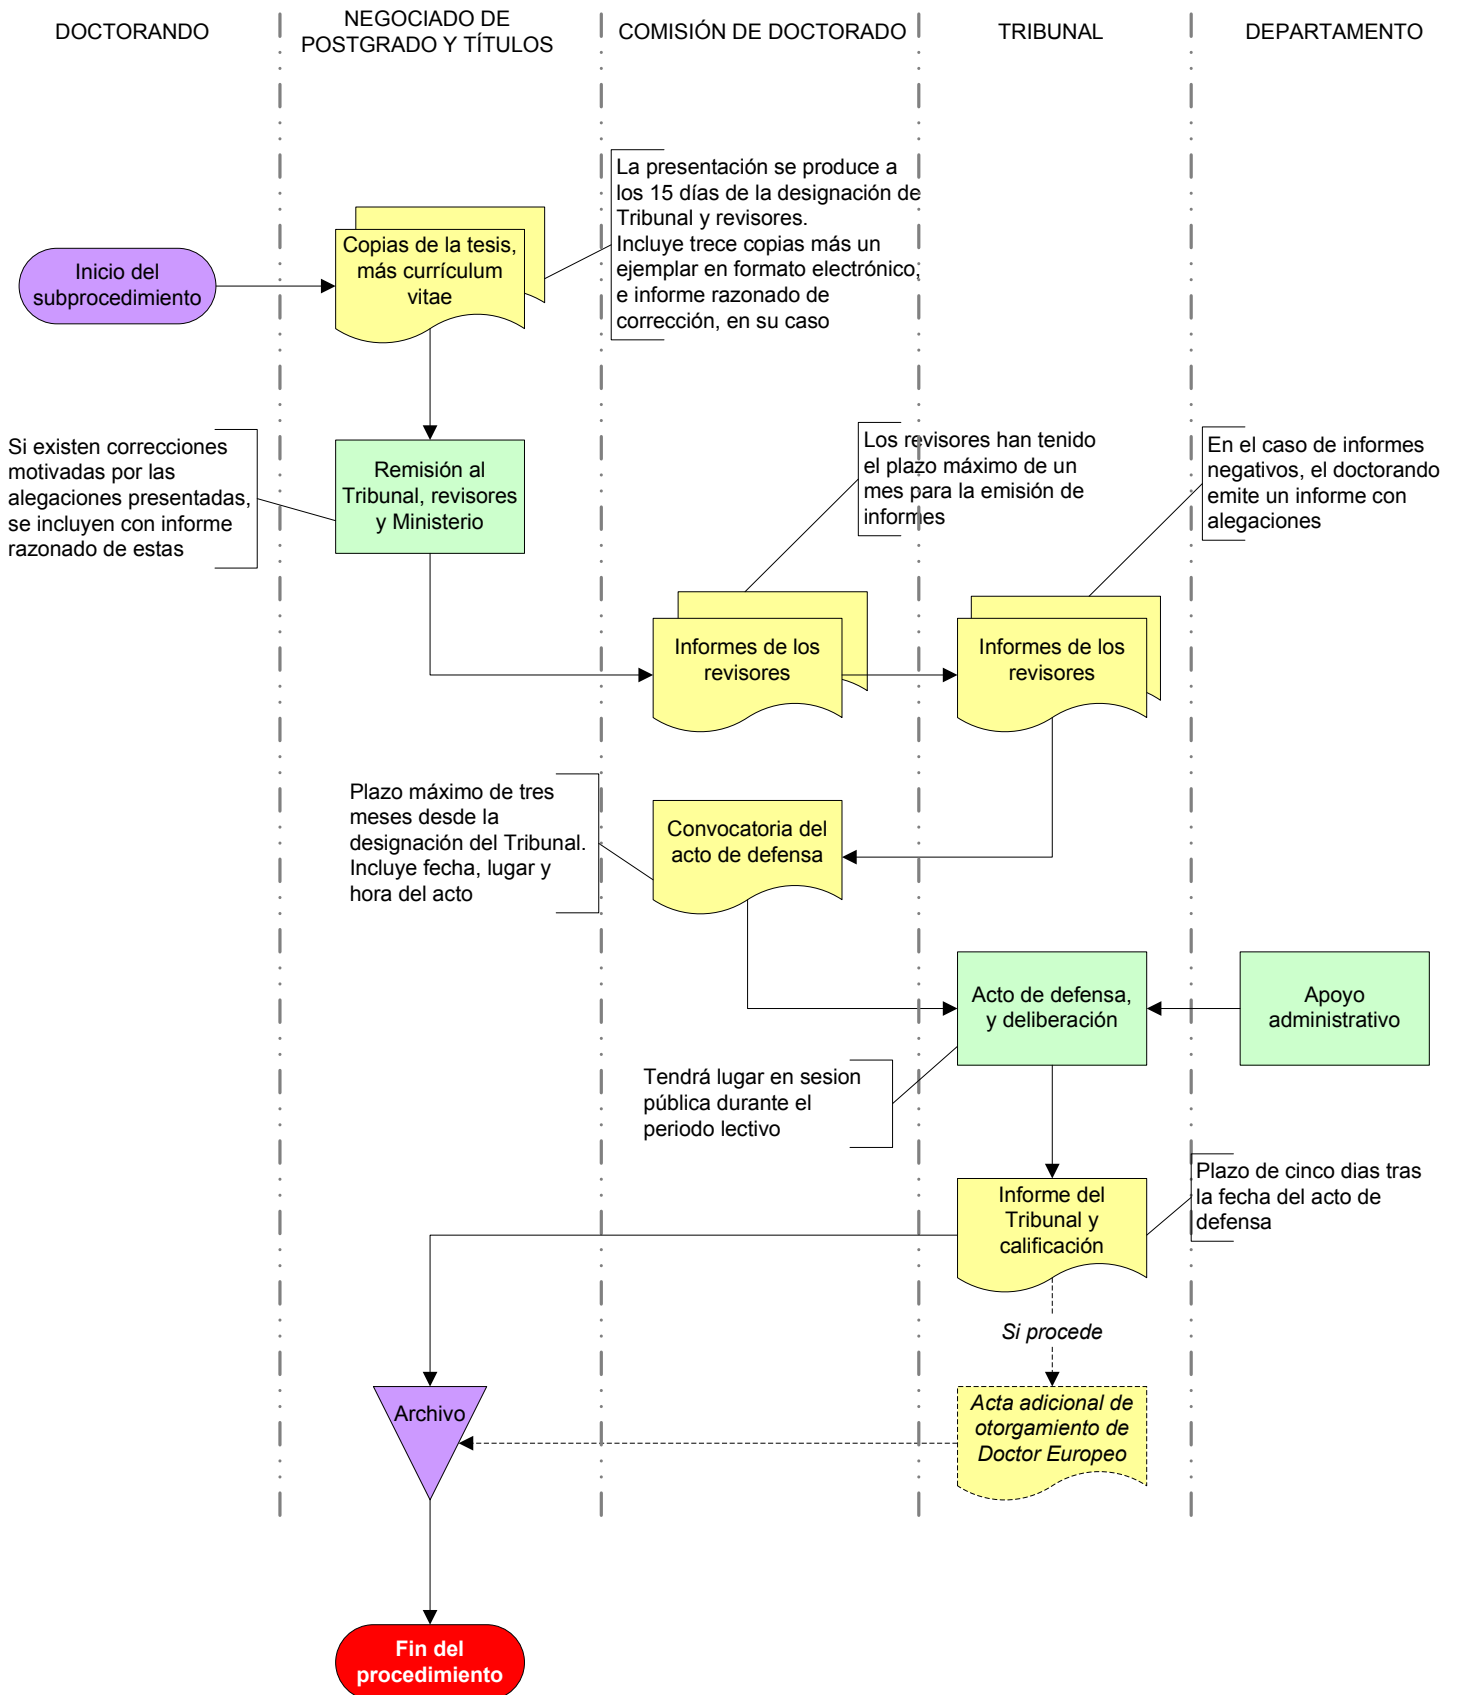 DOCTORANDO
NEGOCIADO DE
POSTGRADO Y TÍTULOS
COMISIÓN DE DOCTORADO
TRIBUNAL
DEPARTAMENTO
La presentación se produce a
los 15 días de la designación de
Tribunal y revisores.
Incluye trece copias más un
ejemplar en formato electrónico,
e informe razonado de
corrección, en su caso
Inicio del
subprocedimiento
Copias de la tesis,
más currículum
vitae
Si existen correcciones
motivadas por las
alegaciones presentadas,
se incluyen con informe
razonado de estas
Remisión al
Tribunal, revisores
y Ministerio
Los revisores han tenido
el plazo máximo de un
mes para la emisión de
informes
En el caso de informes
negativos, el doctorando
emite un informe con
alegaciones
Informes de los
revisores
Informes de los
revisores
Plazo máximo de tres
meses desde la
designación del Tribunal.
Incluye fecha, lugar y
hora del acto
Convocatoria del
acto de defensa
Acto de defensa,
y deliberación
Apoyo
administrativo
Tendrá lugar en sesion
pública durante el
periodo lectivo
Informe del
Tribunal y
calificación
Plazo de cinco dias tras
la fecha del acto de
defensa
Si procede
Archivo
Acta adicional de
otorgamiento de
Doctor Europeo
Fin del
procedimiento